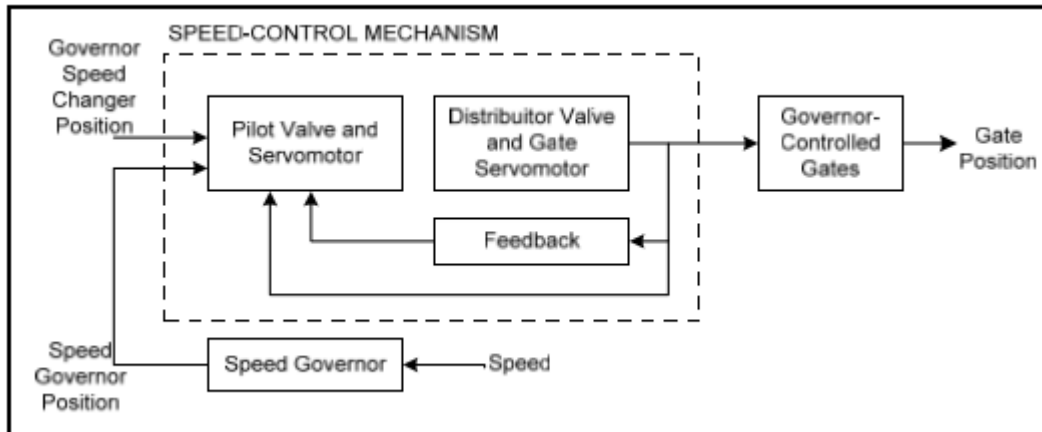 SPEED-CONTROL MECHANISM
Governor
Speed
Changer
Position
Pilot Valve and
Servomotor
Distribuitor Valve
and Gate
Servomotor
Governor-
Controlled
Gates
Gate
Position
Feedback
Speed
Governor
Position
Speed Governor
Speed